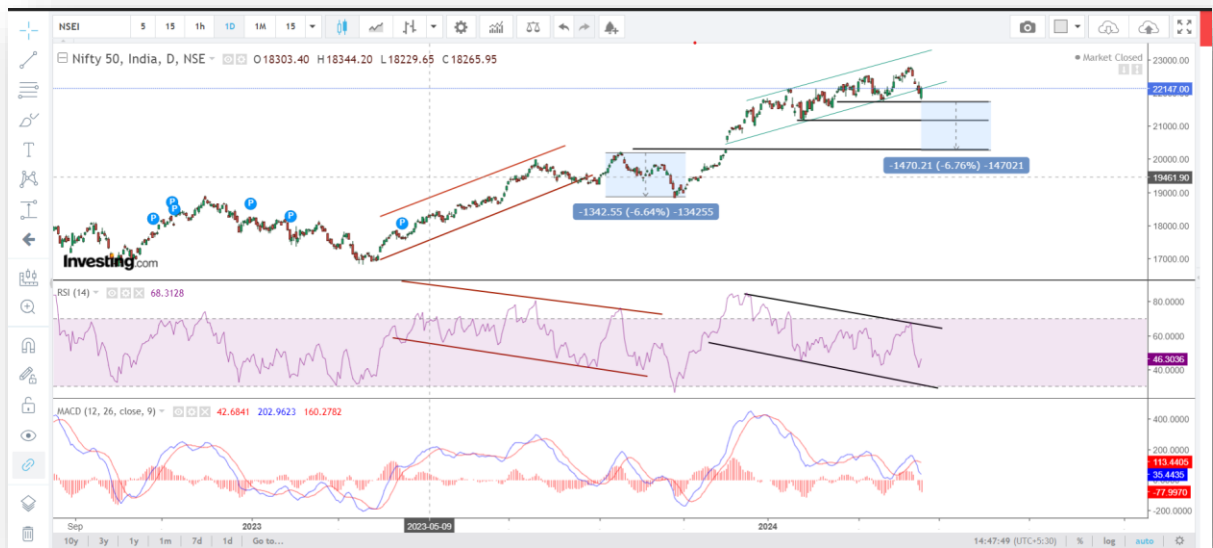 NSEI 5 15 1h 1D 1M 15
Nifty 50, India, D, NSE O18303.40 H18344.20 L18229.65 C18265.95
Market Closed
23000.00
22147.00
22000.00
21000.00
20000.00
19461.90
19000.00
18000.00
17000.00
-1470.21 (-6.76%) -147021
-1342.55 (-6.64%) -134255
P
P
P
P
P
P
Investing.com
RSI (14) 68.3128
80.0000
60.0000
46.3036
40.0000
MACD (12, 26, close, 9) 42.6841 202.9623 160.2782
400.0000
200.0000
113.4405
35.4435
-77.9970
-200.0000
Sep 2023 2023-05-09 2024
10y 3y 1y 1m 7d 1d Go to... 14:47:49 (UTC+5:30) % log auto